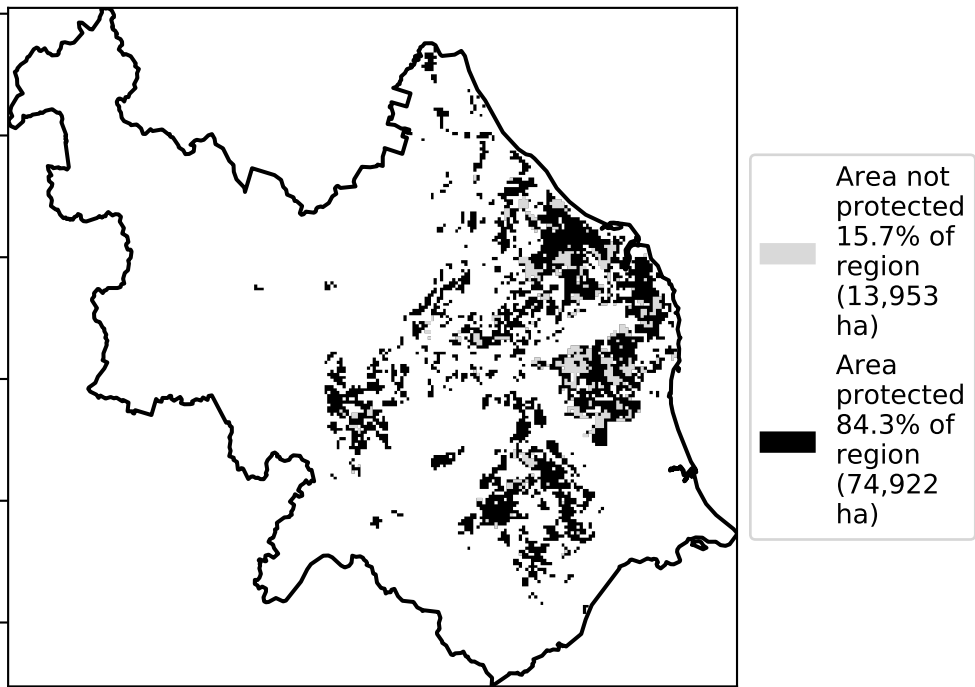 Area not
protected
15.7% of
region
(13,953
ha)
Area
protected
84.3% of
region
(74,922
ha)